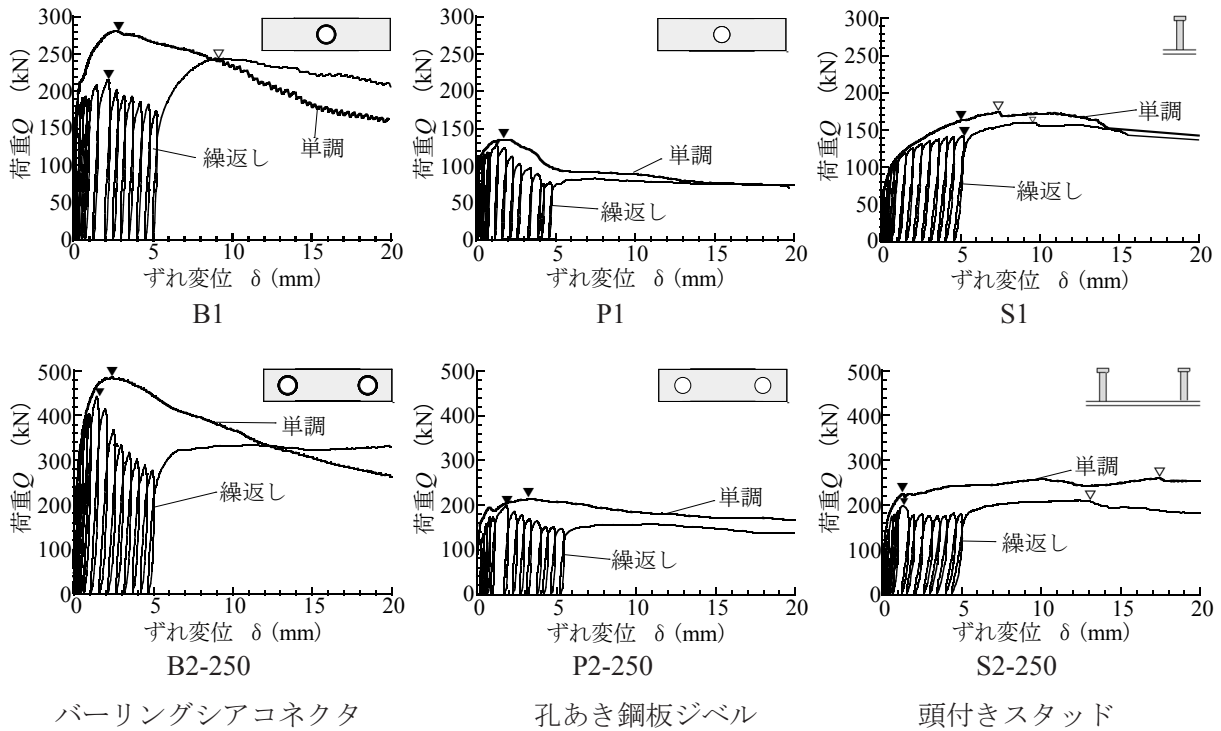 荷重Q (kN)
300
250
200
150
100
50
0
0 5 10 15 20
単調
繰返し
ずれ変位 δ (mm)
B1
荷重Q (kN)
300
250
200
150
100
50
0
0 5 10 15 20
単調
繰返し
ずれ変位 δ (mm)
P1
荷重Q (kN)
300
250
200
150
100
50
0
0 5 10 15 20
単調
繰返し
ずれ変位 δ (mm)
S1
荷重Q (kN)
500
400
300
200
100
0
0 5 10 15 20
単調
繰返し
ずれ変位 δ (mm)
B2-250
荷重Q (kN)
500
400
300
200
100
0
0 5 10 15 20
単調
繰返し
ずれ変位 δ (mm)
P2-250
荷重Q (kN)
500
400
300
200
100
0
0 5 10 15 20
単調
繰返し
ずれ変位 δ (mm)
S2-250
バーリングシアコネクタ
孔あき鋼板ジベル
頭付きスタッド